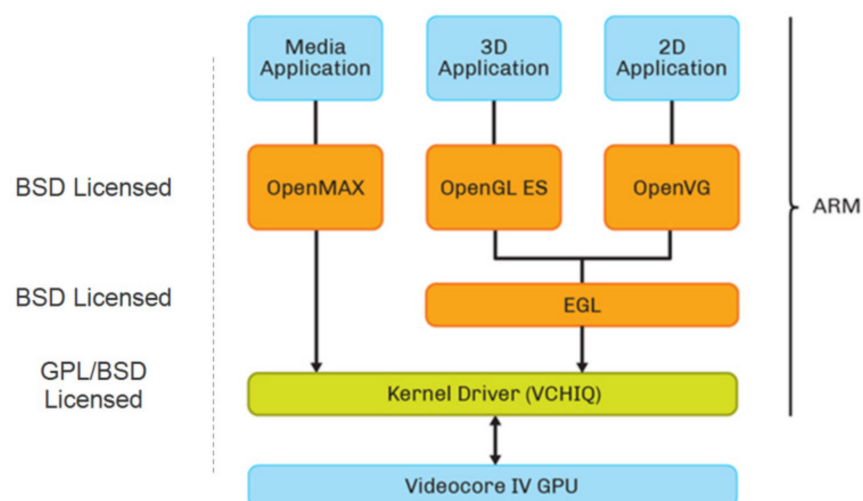 Media
Application
3D
Application
2D
Application
BSD Licensed
OpenMAX
OpenGL ES
OpenVG
ARM
BSD Licensed
EGL
GPL/BSD
Licensed
Kernel Driver (VCHIQ)
Videocore IV GPU